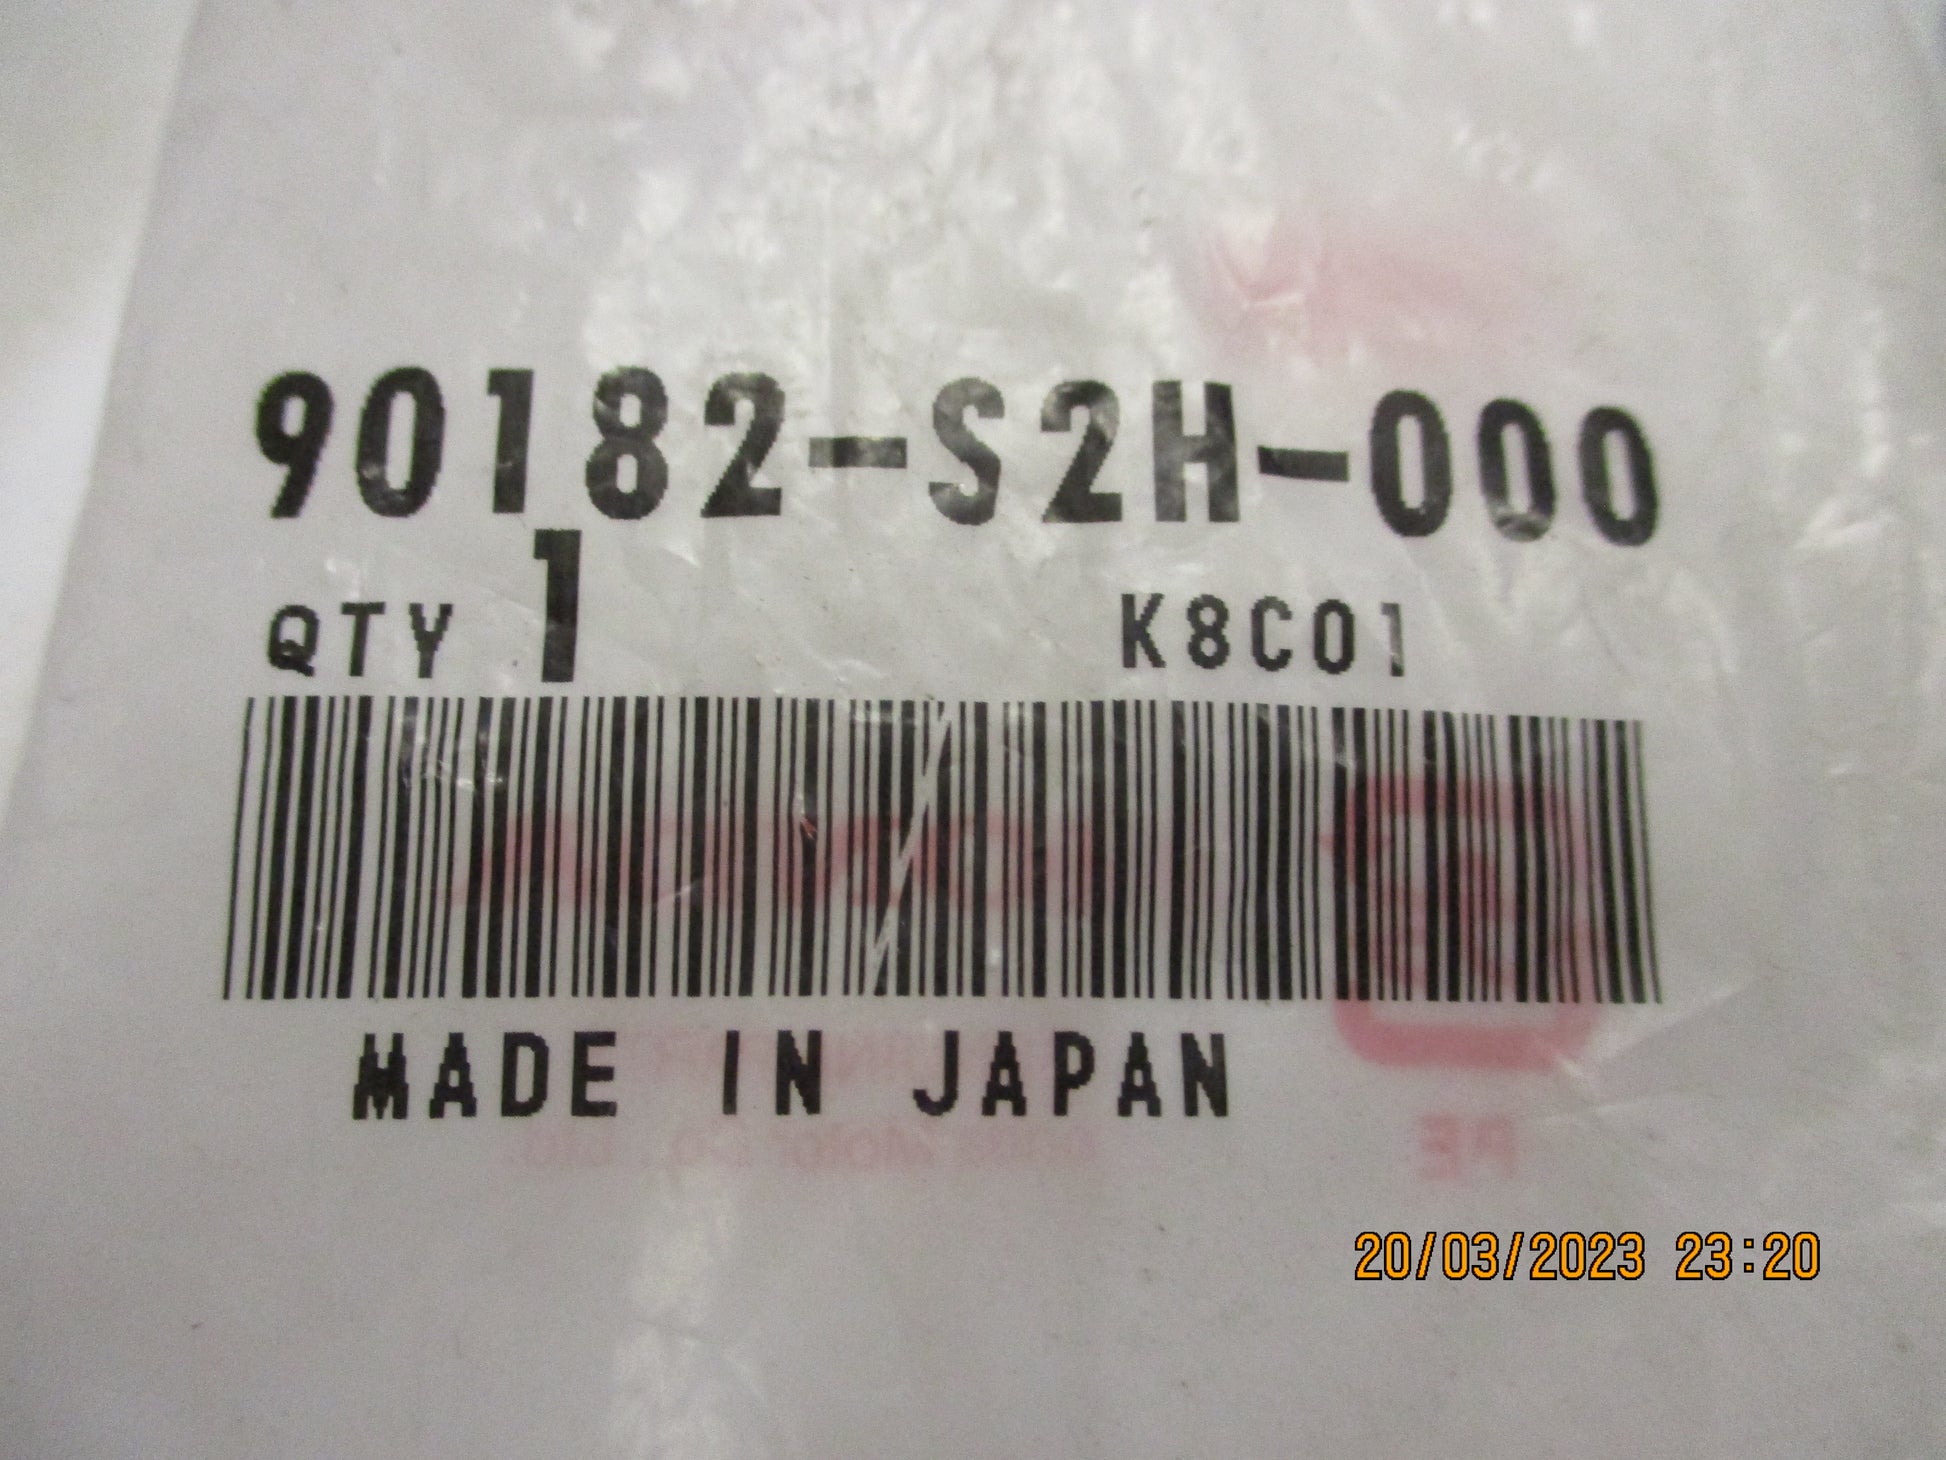 90182-S2H-000
QTY 1 K8C01
MADE IN JAPAN
20/03/2023 23:20